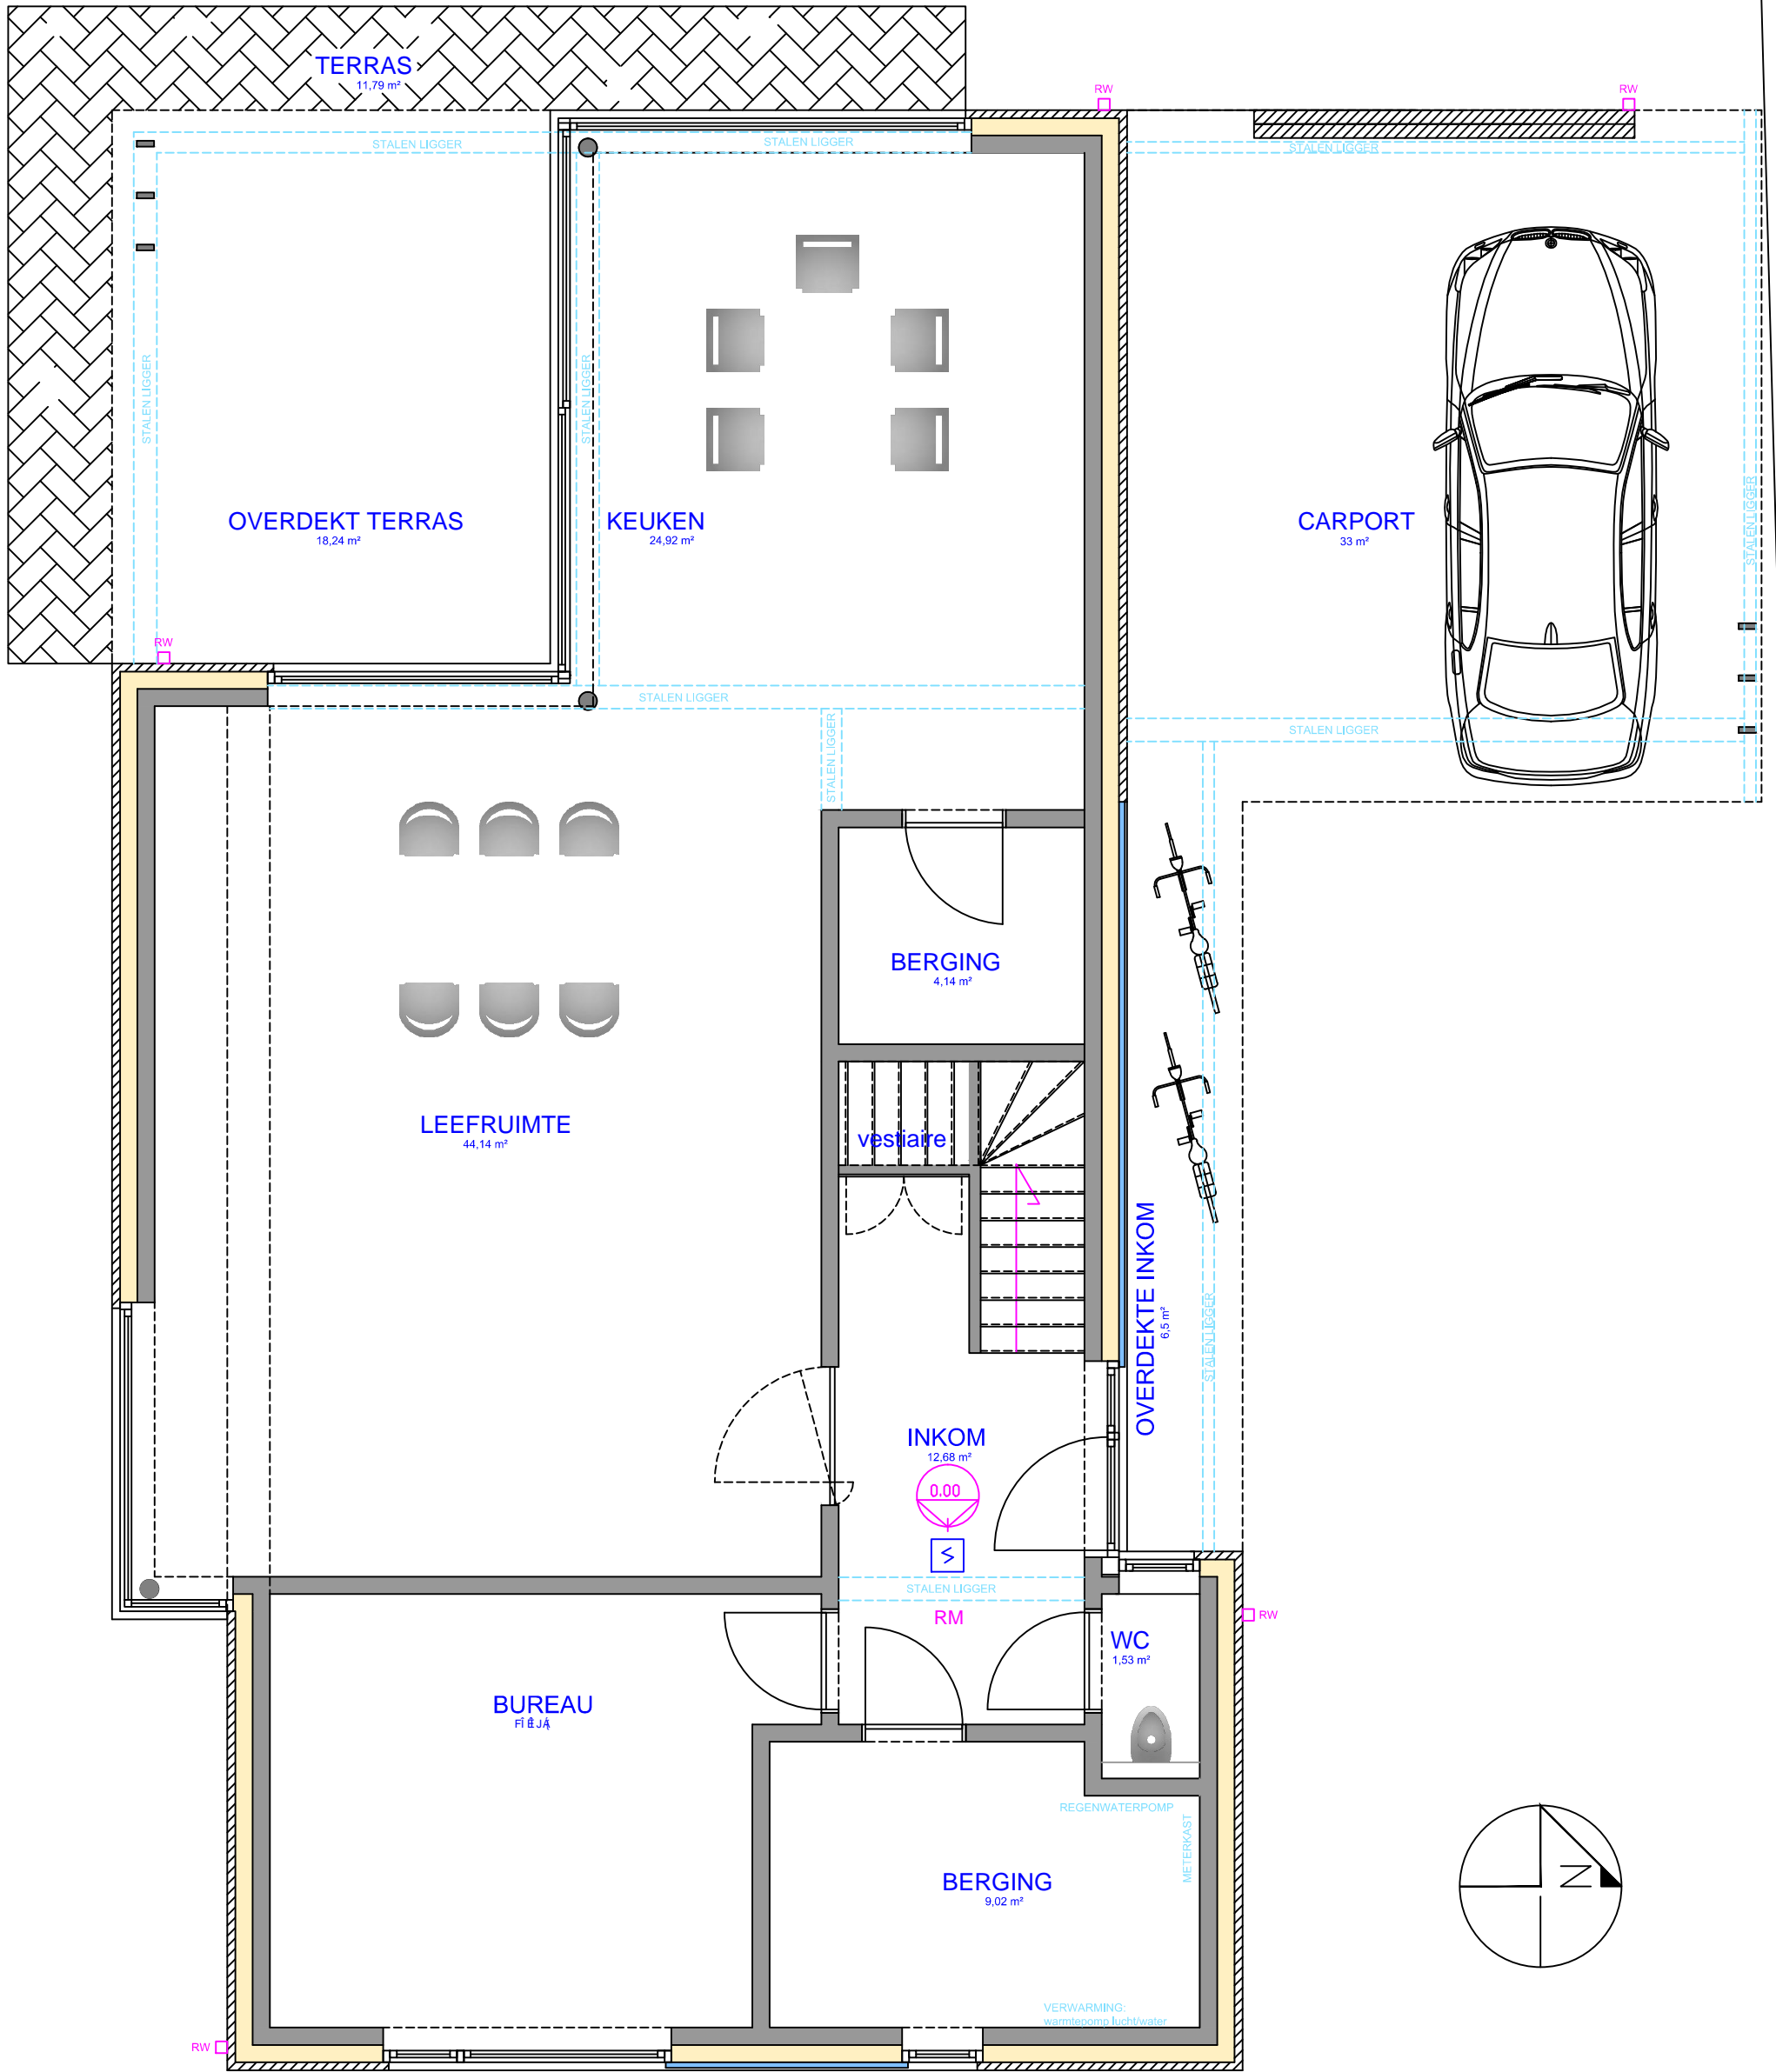 TERRAS
11,79 m²
RW
RW
STALEN LIGGER
STALEN LIGGER
STALEN LIGGER
STALEN LIGGER
STALEN LIGGER
STALEN LIGGER
OVERDEKT TERRAS
18,24 m²
KEUKEN
24,92 m²
CARPORT
33 m²
RW
STALEN LIGGER
STALEN LIGGER
STALEN LIGGER
BERGING
4,14 m²
LEEFRUIMTE
44,14 m²
vestiaire
OVERDEKTE INKOM
6,5 m²
STALEN LIGGER
INKOM
12,68 m²
0.00
STALEN LIGGER
RM
RW
WC
1,53 m²
BUREAU
REGENWATERPOMP
METERKAST
BERGING
9,02 m²
N
VERWARMING:
warmtepomp lucht/water
RW